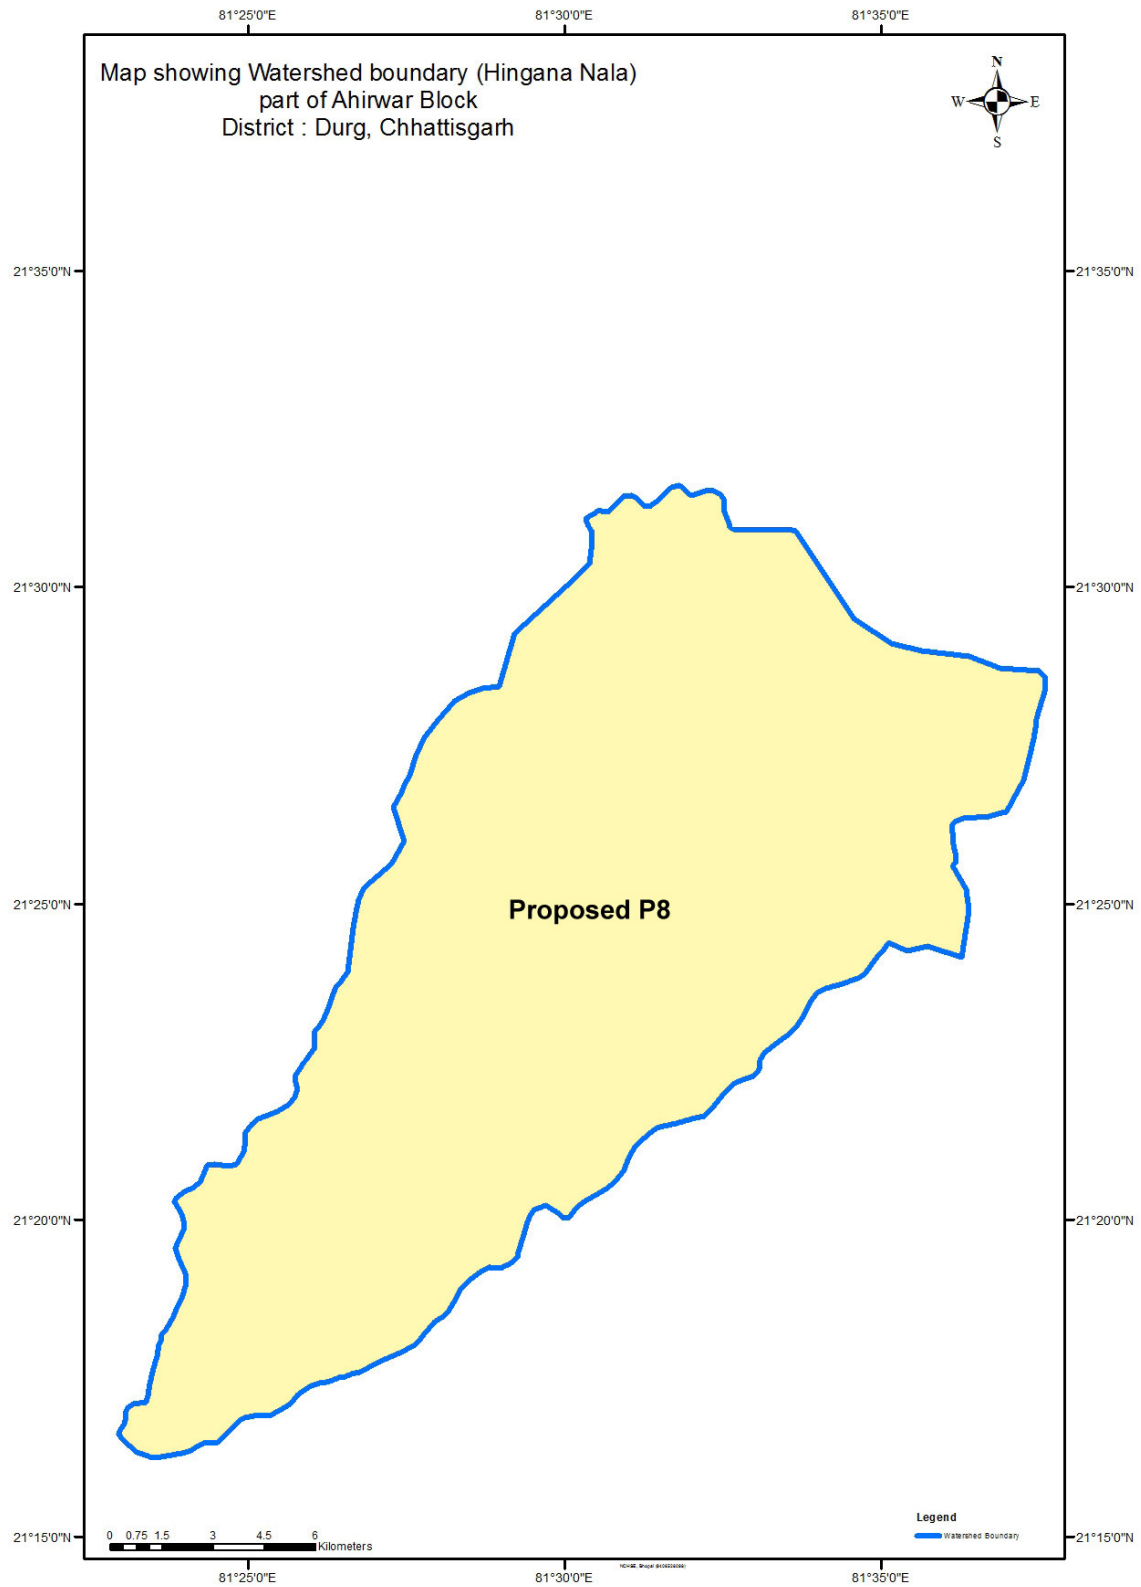 81°25'0"E 81°30'0"E 81°35'0"E
Map showing Watershed boundary (Hingana Nala)
part of Ahirwar Block
District : Durg, Chhattisgarh
N
W E
S
21°35'0"N 21°35'0"N
21°30'0"N 21°30'0"N
21°25'0"N 21°25'0"N
Proposed P8
21°20'0"N 21°20'0"N
21°15'0"N 21°15'0"N
0 0.75 1.5 3 4.5 6
Kilometers
Legend
Watershed Boundary
81°25'0"E 81°30'0"E 81°35'0"E